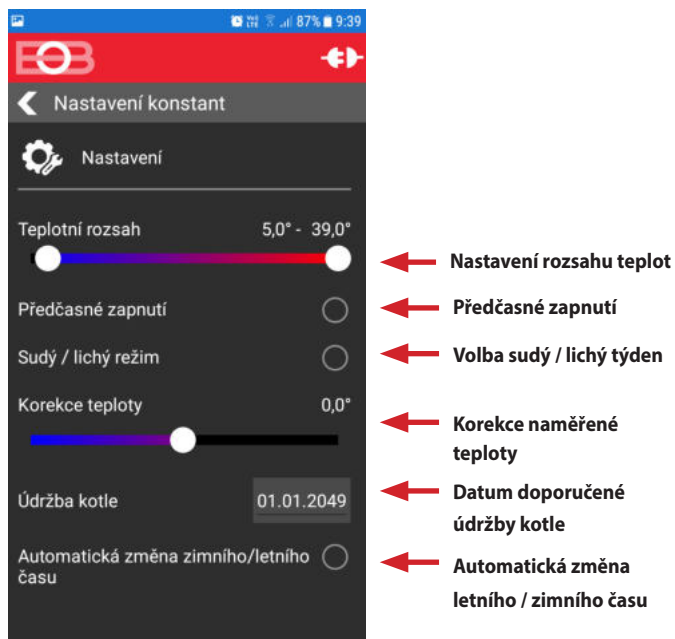 VoLTE 87% 9:39
EOB
Nastavení konstant
Nastavení
Teplotní rozsah 5,0° - 39,0°
Předčasné zapnutí
Sudý / lichý režim
Korekce teploty 0,0°
Údržba kotle 01.01.2049
Automatická změna zimního/letního
času
Nastavení rozsahu teplot
Předčasné zapnutí
Volba sudý / lichý týden
Korekce naměřené
teploty
Datum doporučené
údržby kotle
Automatická změna
letního / zimního času